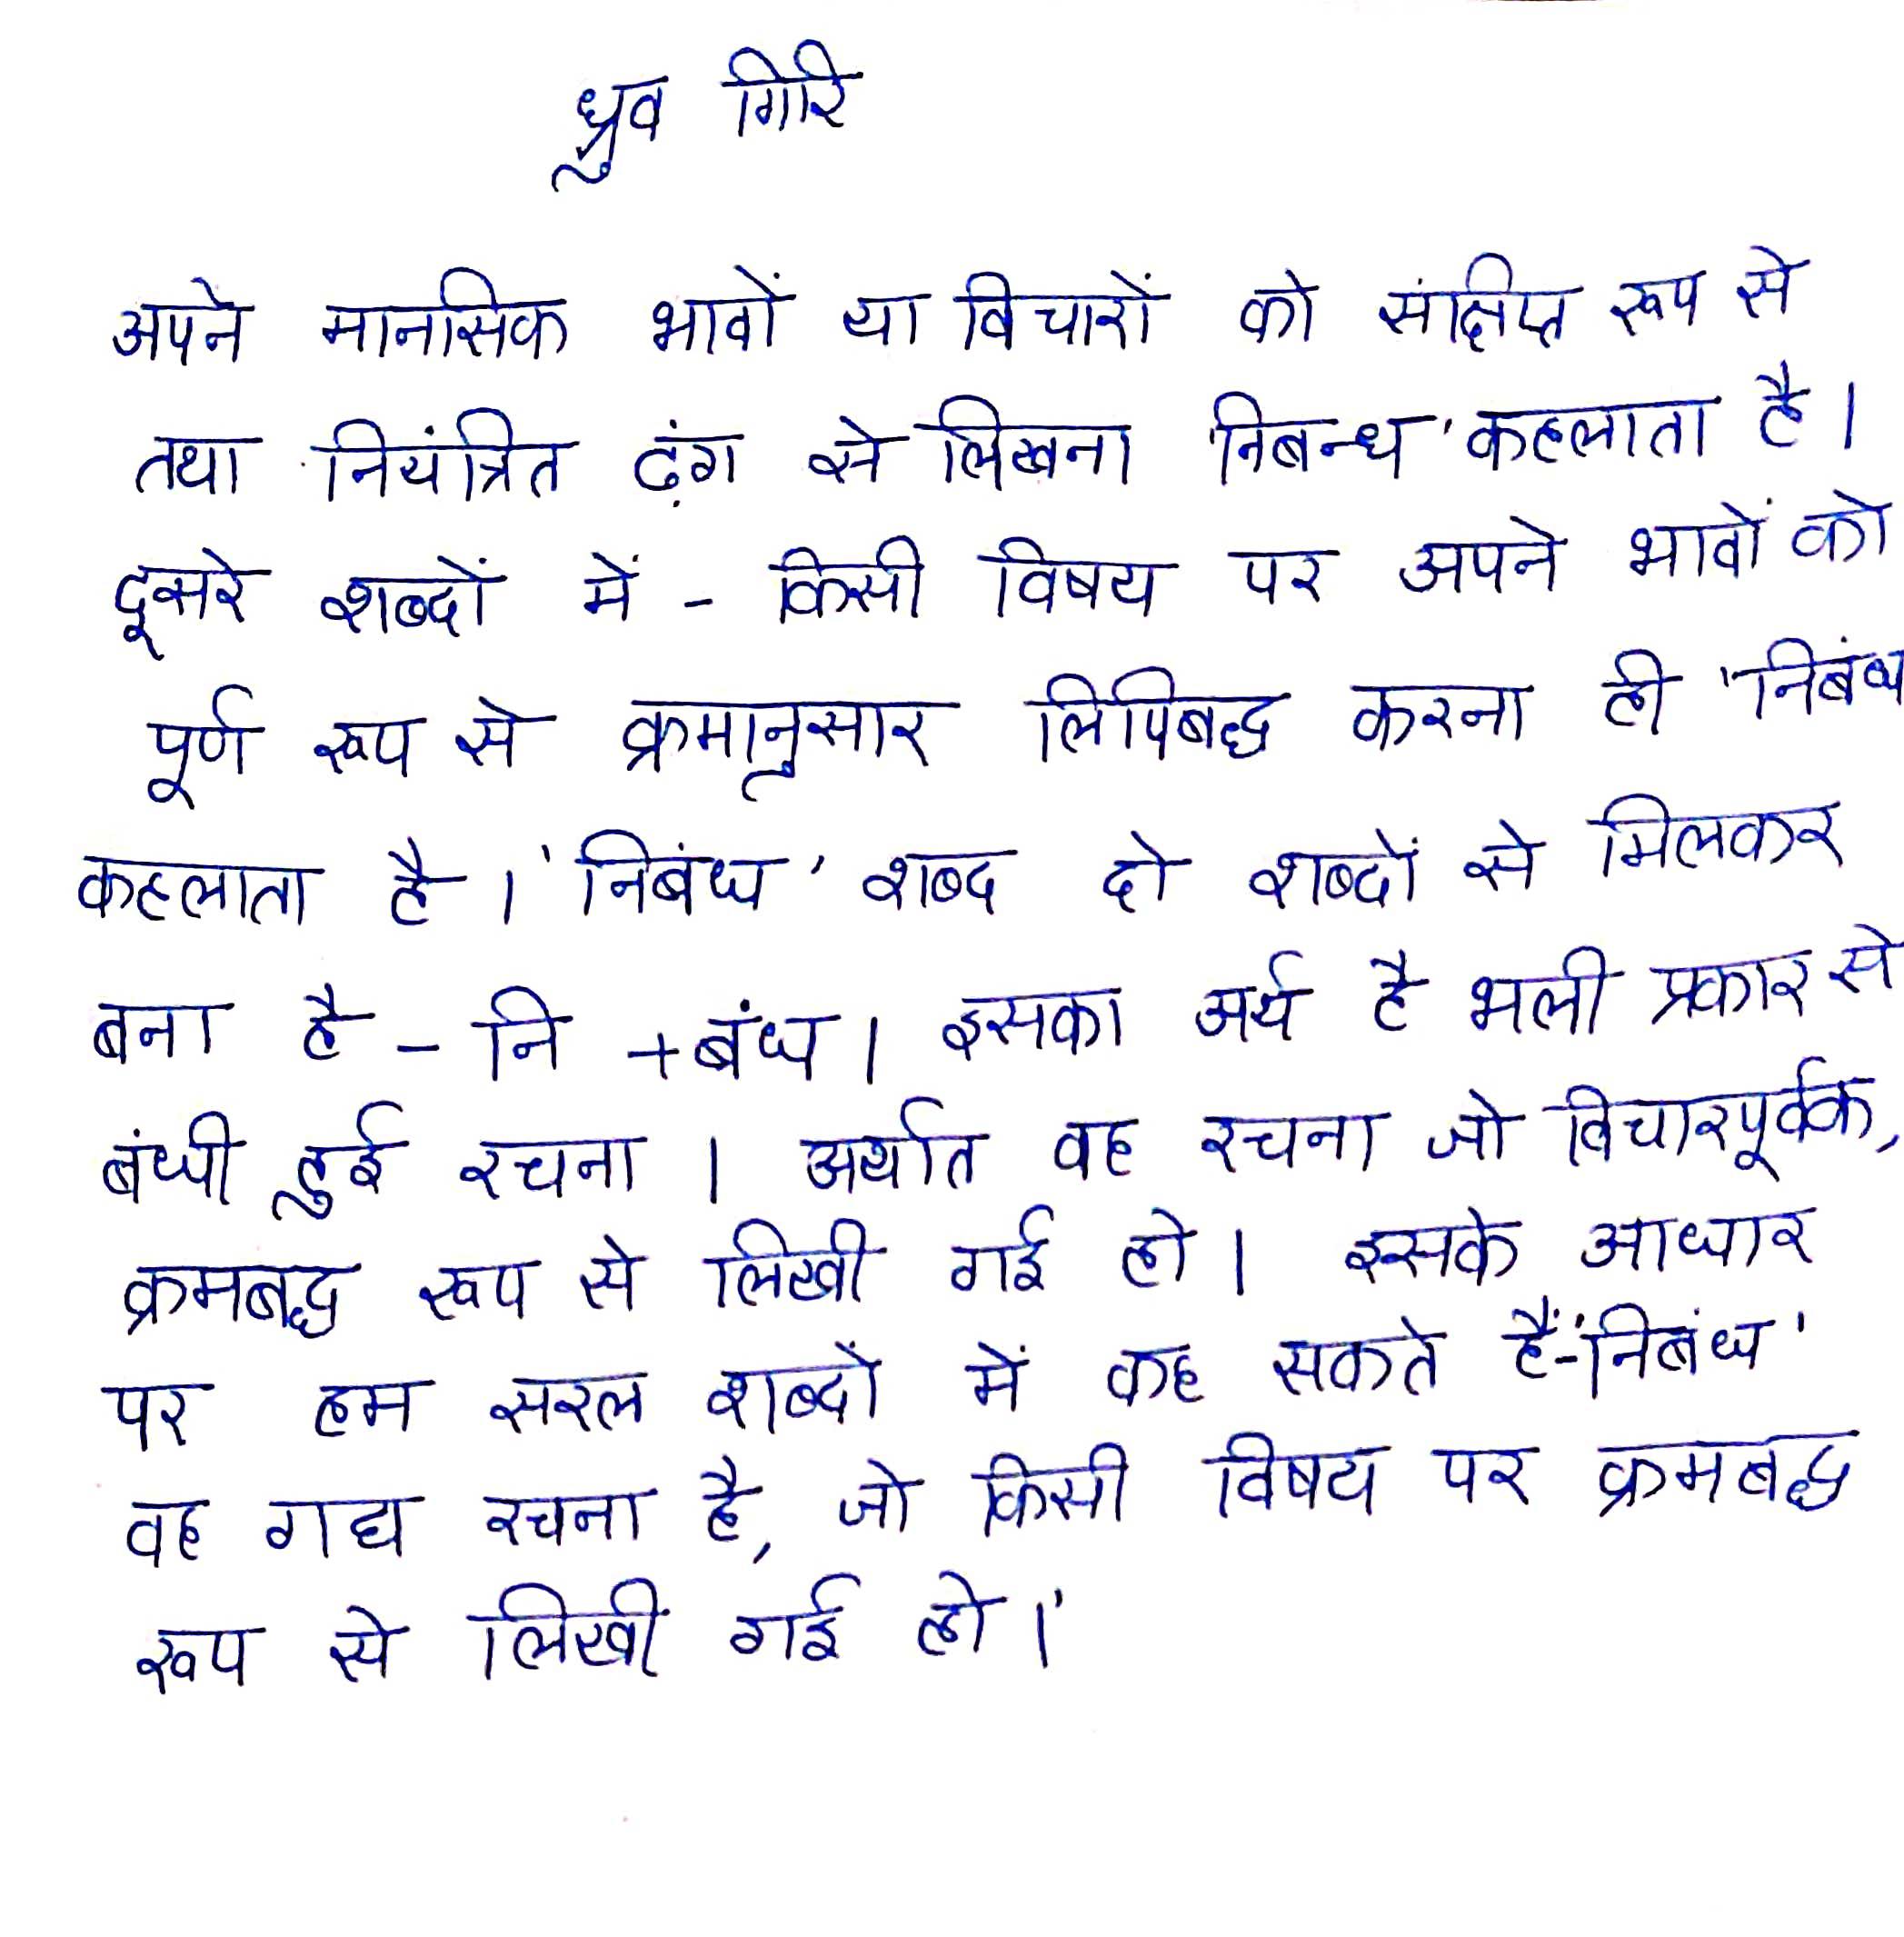 ध्रुव गिरि
अपने मानसिक भावों या विचारों को संक्षिप्त रूप से
तथा नियंत्रित ढ़ंग से लिखना 'निबन्ध' कहलाता है।
दूसरे शब्दों में - किसी विषय पर अपने भावों को
पूर्ण रूप से क्रमानुसार लिपिबद्ध करना ही 'निबंध
कहलाता है। 'निबंध' शब्द दो शब्दों से मिलकर
बना है - नि + बंध। इसका अर्थ है भली प्रकार से
बंधी हुई रचना। अर्थात वह रचना जो विचारपूर्वक,
क्रमबद्ध रूप से लिखी गई हो। इसके आधार
पर हम सरल शब्दों में कह सकते हैं-'निबंध'
वह गद्य रचना है, जो किसी विषय पर क्रमबद्ध
रूप से लिखी गई हो।'